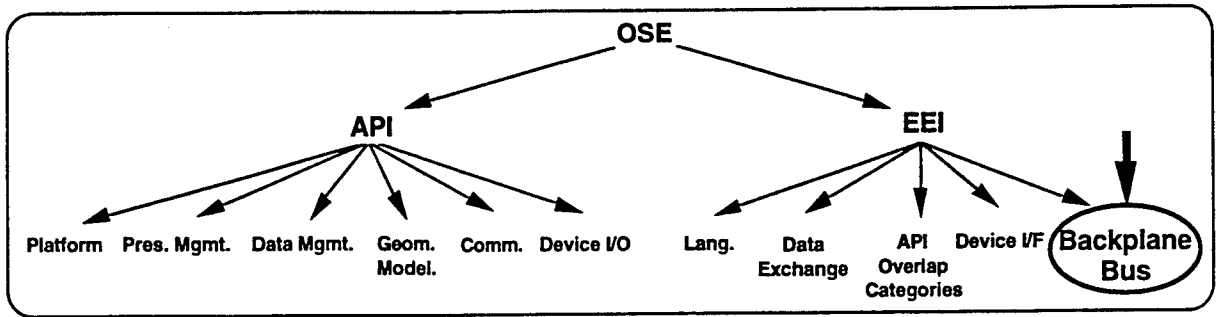 OSE
API
EEI
Platform
Pres. Mgmt.
Data Mgmt.
Geom.
Model.
Comm.
Device I/O
Lang.
Data
Exchange
API
Overlap
Categories
Device I/F
Backplane
Bus